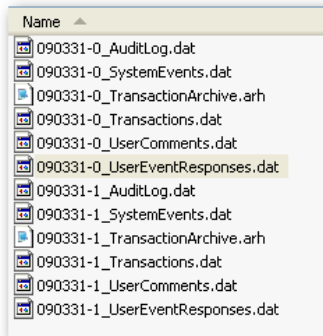 Name
090331-0_AuditLog.dat
090331-0_SystemEvents.dat
090331-0_TransactionArchive.arh
090331-0_Transactions.dat
090331-0_UserComments.dat
090331-0_UserEventResponses.dat
090331-1_AuditLog.dat
090331-1_SystemEvents.dat
090331-1_TransactionArchive.arh
090331-1_Transactions.dat
090331-1_UserComments.dat
090331-1_UserEventResponses.dat